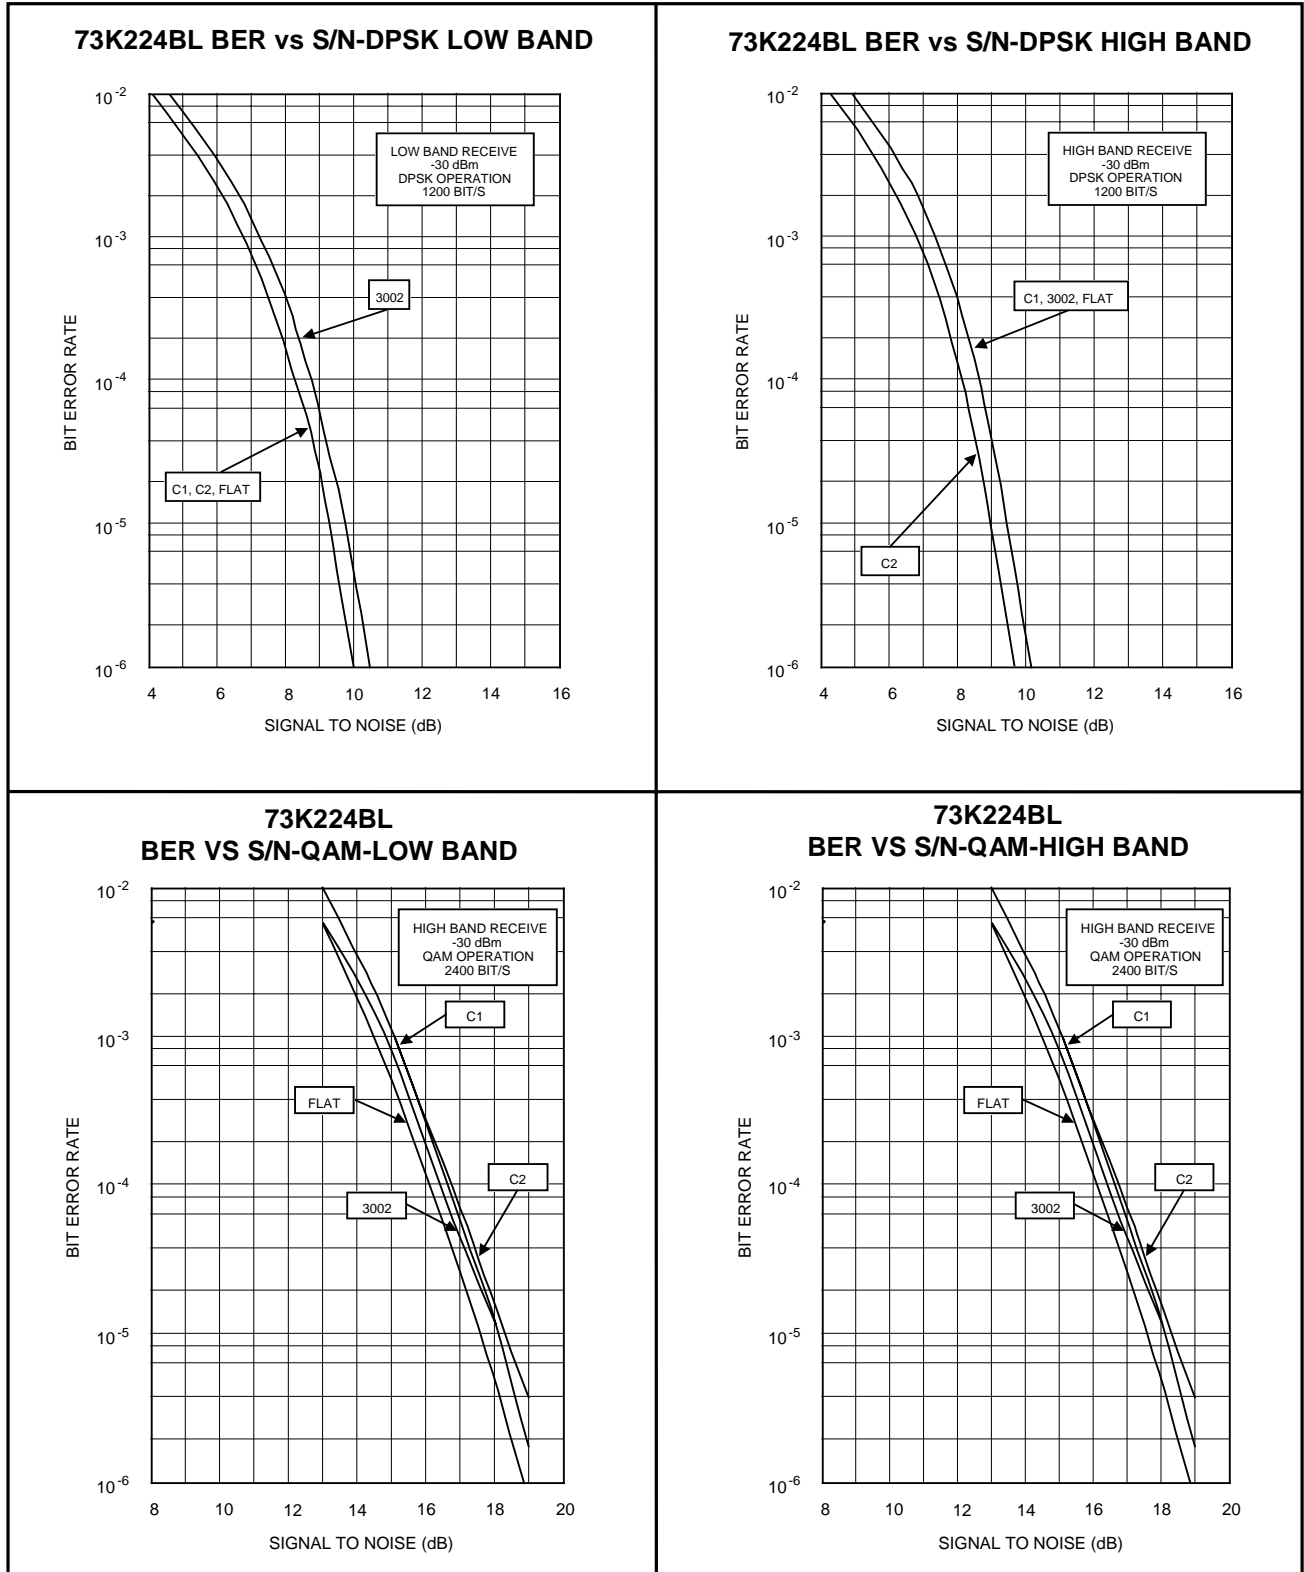 73K224BL BER vs S/N-DPSK LOW BAND
10-2
10-3
10-4
10-5
10-6
BIT ERROR RATE
LOW BAND RECEIVE
-30 dBm
DPSK OPERATION
1200 BIT/S
3002
C1, C2, FLAT
4 6 8 10 12 14 16
SIGNAL TO NOISE (dB)
73K224BL BER vs S/N-DPSK HIGH BAND
10-2
10-3
10-4
10-5
10-6
BIT ERROR RATE
HIGH BAND RECEIVE
-30 dBm
DPSK OPERATION
1200 BIT/S
C1, 3002, FLAT
C2
4 6 8 10 12 14 16
SIGNAL TO NOISE (dB)
73K224BL
BER VS S/N-QAM-LOW BAND
10-2
10-3
10-4
10-5
10-6
BIT ERROR RATE
HIGH BAND RECEIVE
-30 dBm
QAM OPERATION
2400 BIT/S
C1
FLAT
C2
3002
8 10 12 14 16 18 20
SIGNAL TO NOISE (dB)
73K224BL
BER VS S/N-QAM-HIGH BAND
10-2
10-3
10-4
10-5
10-6
BIT ERROR RATE
HIGH BAND RECEIVE
-30 dBm
QAM OPERATION
2400 BIT/S
C1
FLAT
C2
3002
8 10 12 14 16 18 20
SIGNAL TO NOISE (dB)